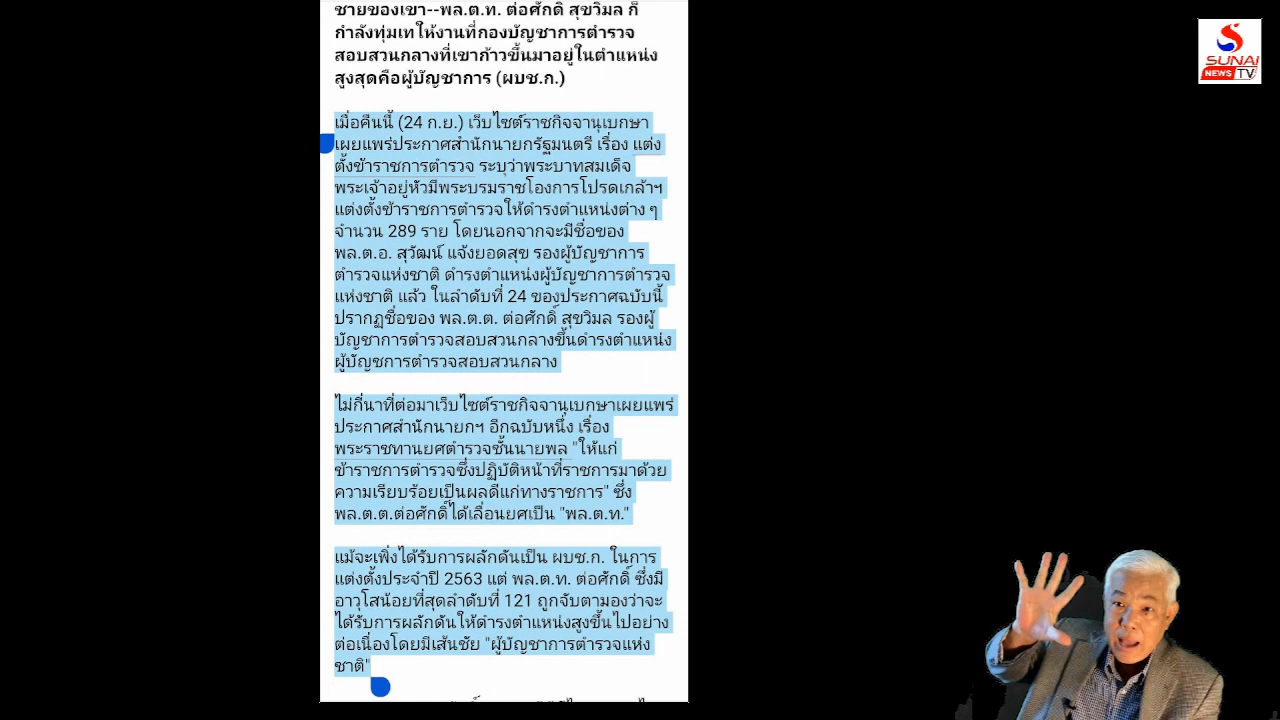 ชายของเขา--พล.ต.ท. ต่อศักดิ์ สุขวิมล ก็
กำลังทุ่มเทให้งานที่กองบัญชาการตำรวจ
สอบสวนกลางที่เขาก้าวขึ้นมาอยู่ในตำแหน่ง
สูงสุดคือผู้บัญชาการ (ผบช.ก.)
เมื่อคืนนี้ (24 ก.ย.) เว็บไซต์ราชกิจจานุเบกษา
เผยแพร่ประกาศสำนักนายกรัฐมนตรี เรื่อง แต่ง
ตั้งข้าราชการตำรวจ ระบุว่าพระบาทสมเด็จ
พระเจ้าอยู่หัวมีพระบรมราชโองการโปรดเกล้าฯ
แต่งตั้งข้าราชการตำรวจให้ดำรงตำแหน่งต่าง ๆ
จำนวน 289 ราย โดยนอกจากจะมีชื่อของ
พล.ต.อ. สุวัฒน์ แจ้งยอดสุข รองผู้บัญชาการ
ตำรวจแห่งชาติ ดำรงตำแหน่งผู้บัญชาการตำรวจ
แห่งชาติ แล้ว ในลำดับที่ 24 ของประกาศฉบับนี้
ปรากฏชื่อของ พล.ต.ต. ต่อศักดิ์ สุขวิมล รองผู้
บัญชาการตำรวจสอบสวนกลางขึ้นดำรงตำแหน่ง
ผู้บัญชการตำรวจสอบสวนกลาง
ไม่กี่นาที่ต่อมาเว็บไซต์ราชกิจจานุเบกษาเผยแพร่
ประกาศสำนักนายกฯ อีกฉบับหนึ่ง เรื่อง
พระราชทานยศตำรวจชั้นนายพล "ให้แก่
ข้าราชการตำรวจซึ่งปฏิบัติหน้าที่ราชการมาด้วย
ความเรียบร้อยเป็นผลดีแก่ทางราชการ" ซึ่ง
พล.ต.ต.ต่อศักดิ์ได้เลื่อนยศเป็น "พล.ต.ท."
แม้จะเพิ่งได้รับการผลักดันเป็น ผบช.ก. ในการ
แต่งตั้งประจำปี 2563 แต่ พล.ต.ท. ต่อศักดิ์ ซึ่งมี
อาวุโสน้อยที่สุดลำดับที่ 121 ถูกจับตามองว่าจะ
ได้รับการผลักดันให้ดำรงตำแหน่งสูงขึ้นไปอย่าง
ต่อเนื่องโดยมีเส้นชัย "ผู้บัญชาการตำรวจแห่ง
ชาติ"
SUNAI
NEWS TV